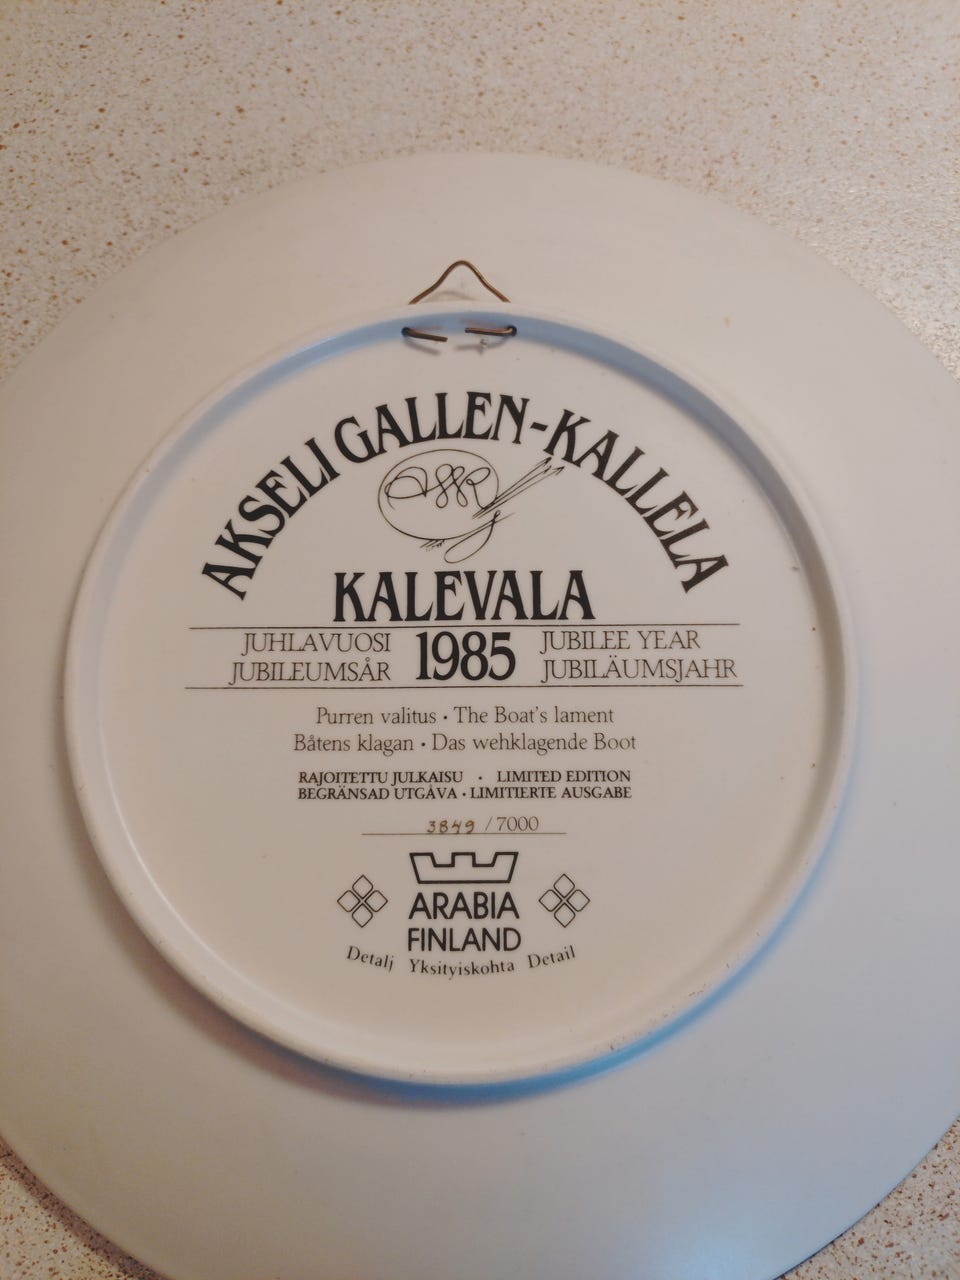 AKSELI GALLEN-KALLELA
KALEVALA
JUHLAVUOSI 1985 JUBILEE YEAR
JUBILEUMSÅR JUBILÄUMSJAHR
Purren valitus • The Boat's lament
Båtens klagan • Das wehklagende Boot
RAJOITETTU JULKAISU • LIMITED EDITION
BEGRÄNSAD UTGÅVA • LIMITIERTE AUSGABE
3849 / 7000
ARABIA
FINLAND
Detalj Yksityiskohta Detail